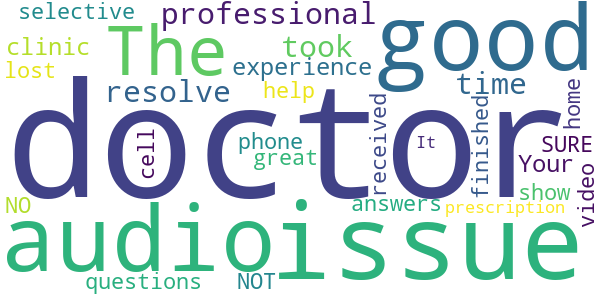 selective
professional
good
The
took
clinic
lost
experience
time
resolve
help
doctor
cell
phone
great
received
It
finished
home
SURE
Your
video
show
NO
audio
issue
answers
prescription
questions
NOT